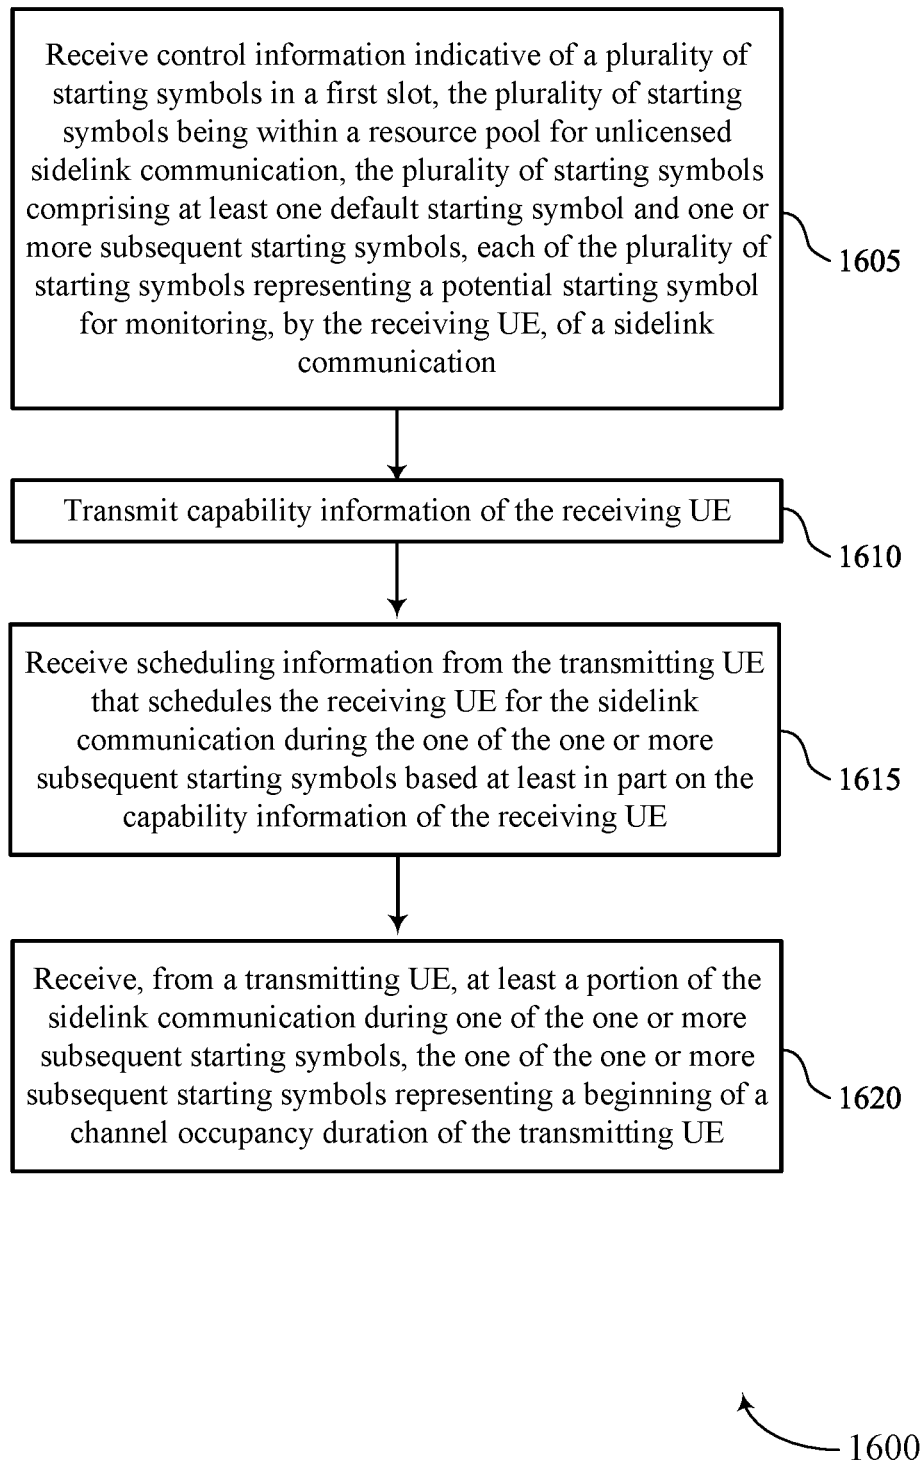 Receive control information indicative of a plurality of
starting symbols in a first slot, the plurality of starting
symbols being within a resource pool for unlicensed
sidelink communication, the plurality of starting symbols
comprising at least one default starting symbol and one or
more subsequent starting symbols, each of the plurality of
starting symbols representing a potential starting symbol
for monitoring, by the receiving UE, of a sidelink
communication
1605
Transmit capability information of the receiving UE
1610
Receive scheduling information from the transmitting UE
that schedules the receiving UE for the sidelink
communication during the one of the one or more
subsequent starting symbols based at least in part on the
capability information of the receiving UE
1615
Receive, from a transmitting UE, at least a portion of the
sidelink communication during one of the one or more
subsequent starting symbols, the one of the one or more
subsequent starting symbols representing a beginning of a
channel occupancy duration of the transmitting UE
1620
1600